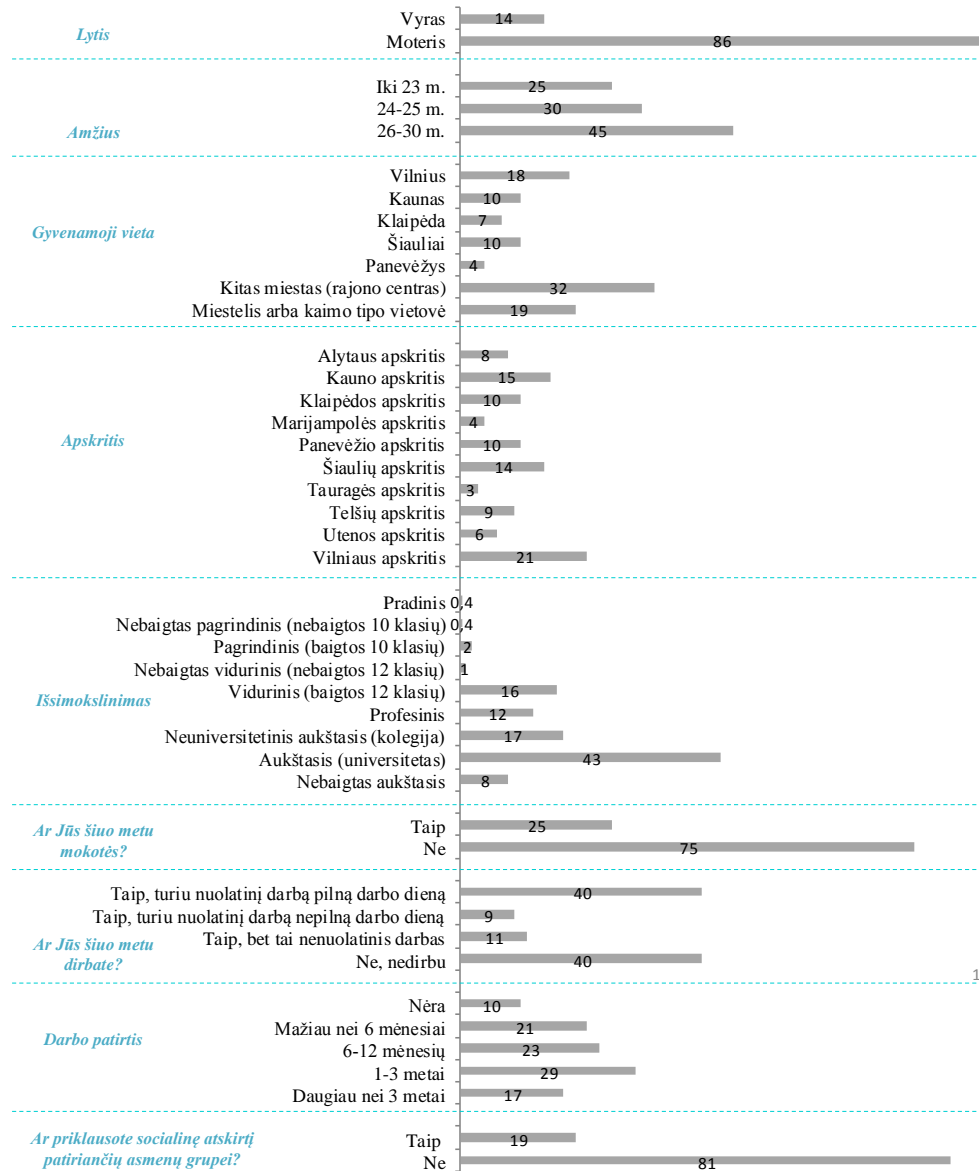 Lytis
Vyras 14
Moteris 86
Amžius
Iki 23 m. 25
24-25 m. 30
26-30 m. 45
Gyvenamoji vieta
Vilnius 18
Kaunas 10
Klaipėda 7
Šiauliai 10
Panevėžys 4
Kitas miestas (rajono centras) 32
Miestelis arba kaimo tipo vietovė 19
Apskritis
Alytaus apskritis 8
Kauno apskritis 15
Klaipėdos apskritis 10
Marijampolės apskritis 4
Panevėžio apskritis 10
Šiaulių apskritis 14
Tauragės apskritis 3
Telšių apskritis 9
Utenos apskritis 6
Vilniaus apskritis 21
Išsimokslinimas
Pradinis 0,4
Nebaigtas pagrindinis (nebaigtos 10 klasių) 0,4
Pagrindinis (baigtos 10 klasių) 2
Nebaigtas vidurinis (nebaigtos 12 klasių) 1
Vidurinis (baigtos 12 klasių) 16
Profesinis 12
Neuniversitetinis aukštasis (kolegija) 17
Aukštasis (universitetas) 43
Nebaigtas aukštasis 8
Ar Jūs šiuo metu
mokotės?
Taip 25
Ne 75
Ar Jūs šiuo metu
dirbate?
Taip, turiu nuolatinį darbą pilną darbo dieną 40
Taip, turiu nuolatinį darbą nepilną darbo dieną 9
Taip, bet tai nenuolatinis darbas 11
Ne, nedirbu 40
1
Darbo patirtis
Nėra 10
Mažiau nei 6 mėnesiai 21
6-12 mėnesių 23
1-3 metai 29
Daugiau nei 3 metai 17
Ar priklausote socialinę atskirtį
patiriančių asmenų grupei?
Taip 19
Ne 81